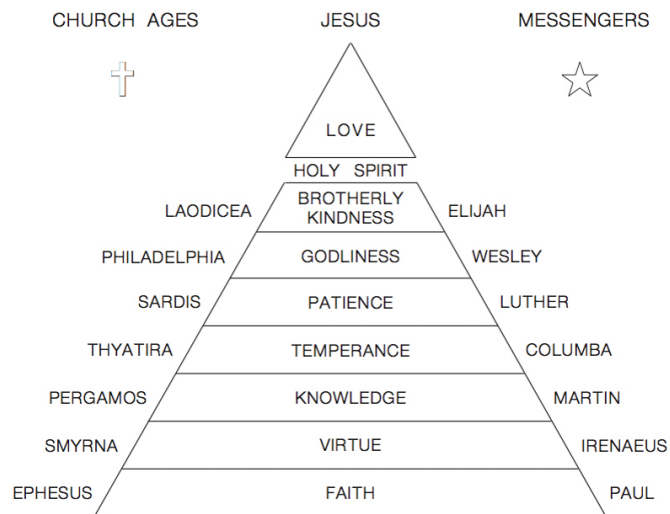 CHURCH AGES JESUS MESSENGERS
LOVE
HOLY SPIRIT
LAODICEA BROTHERLY KINDNESS ELIJAH
PHILADELPHIA GODLINESS WESLEY
SARDIS PATIENCE LUTHER
THYATIRA TEMPERANCE COLUMBA
PERGAMOS KNOWLEDGE MARTIN
SMYRNA VIRTUE IRENAEUS
EPHESUS FAITH PAUL